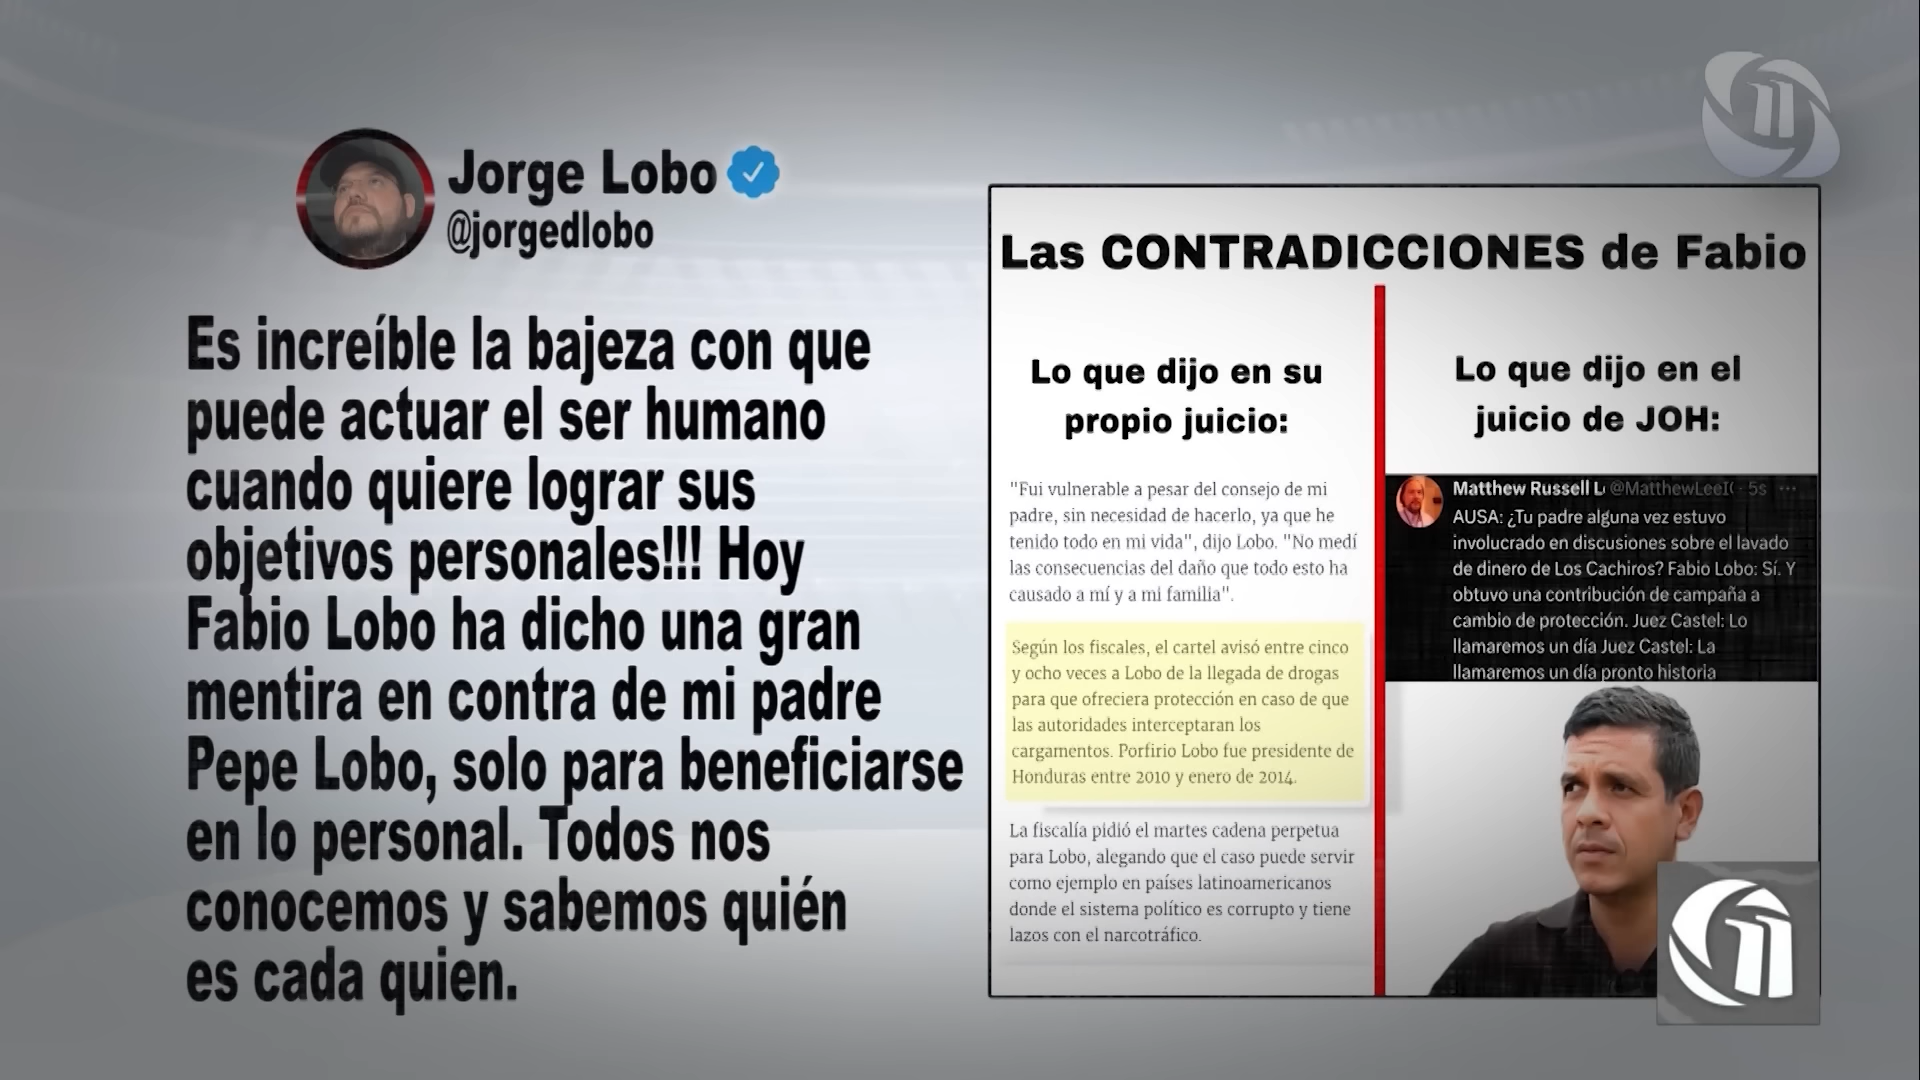 Jorge Lobo
@jorgedlobo
Es increíble la bajeza con que
puede actuar el ser humano
cuando quiere lograr sus
objetivos personales!!! Hoy
Fabio Lobo ha dicho una gran
mentira en contra de mi padre
Pepe Lobo, solo para beneficiarse
en lo personal. Todos nos
conocemos y sabemos quién
es cada quien.
Las CONTRADICCIONES de Fabio
Lo que dijo en su
propio juicio:
"Fui vulnerable a pesar del consejo de mi
padre, sin necesidad de hacerlo, ya que he
tenido todo en mi vida", dijo Lobo. "No medí
las consecuencias del daño que todo esto ha
causado a mí y a mi familia".
Según los fiscales, el cartel avisó entre cinco
y ocho veces a Lobo de la llegada de drogas
para que ofreciera protección en caso de que
las autoridades interceptaran los
cargamentos. Porfirio Lobo fue presidente de
Honduras entre 2010 y enero de 2014.
La fiscalía pidió el martes cadena perpetua
para Lobo, alegando que el caso puede servir
como ejemplo en países latinoamericanos
donde el sistema político es corrupto y tiene
lazos con el narcotráfico.
Lo que dijo en el
juicio de JOH:
Matthew Russell L @MatthewLeeI( · 5s ...
AUSA: ¿Tu padre alguna vez estuvo
involucrado en discusiones sobre el lavado
de dinero de Los Cachiros? Fabio Lobo: Sí. Y
obtuvo una contribución de campaña a
cambio de protección. Juez Castel: Lo
llamaremos un día Juez Castel: La
llamaremos un día pronto historia